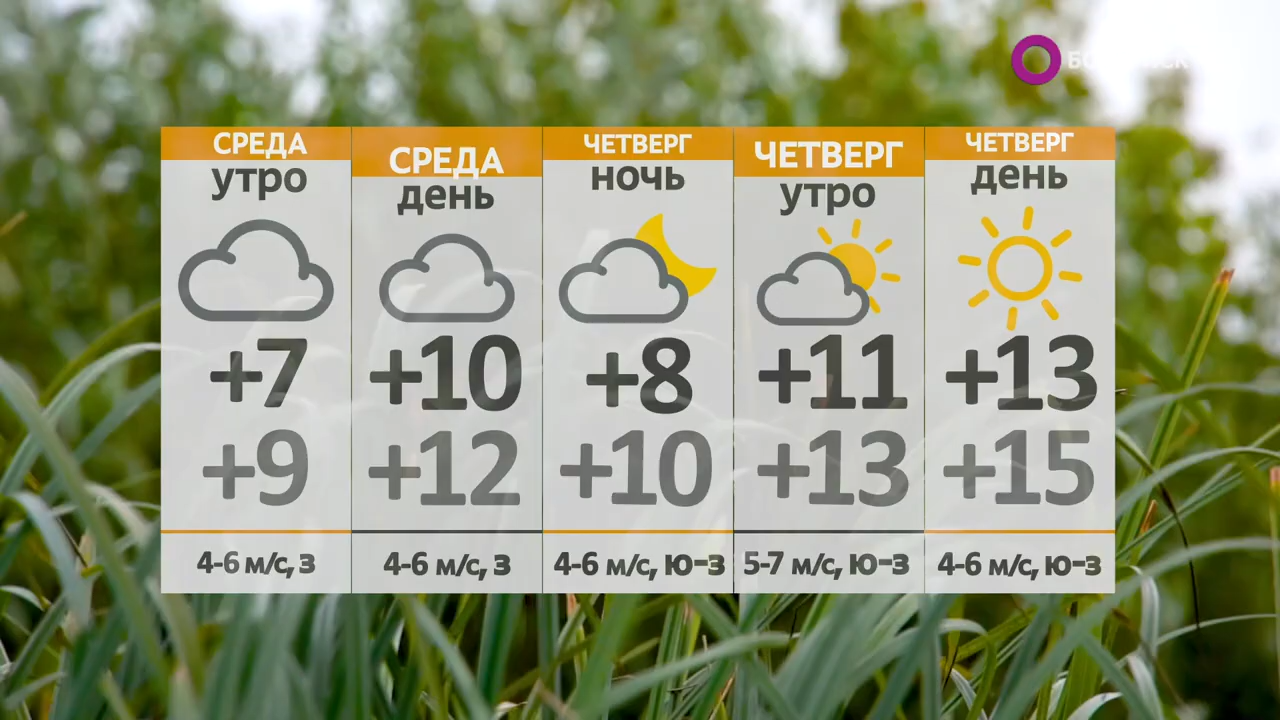 СРЕДА
утро
+7
+9
4-6 м/с, З
СРЕДА
день
+10
+12
4-6 м/с, З
ЧЕТВЕРГ
ночь
+8
+10
4-6 м/с, Ю-З
ЧЕТВЕРГ
утро
+11
+13
5-7 м/с, Ю-З
ЧЕТВЕРГ
день
+13
+15
4-6 м/с, Ю-З